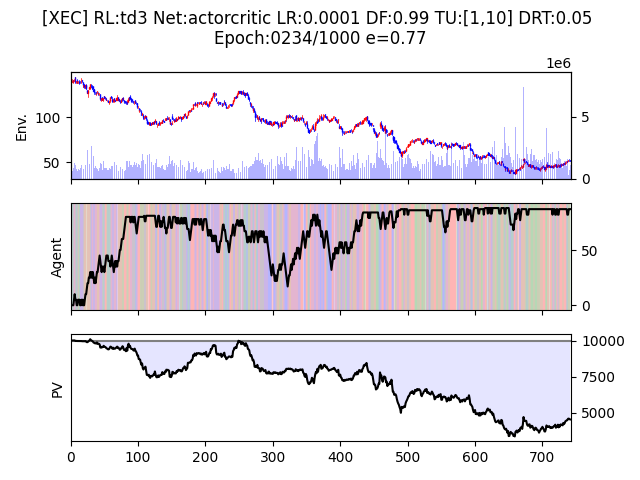 [XEC] RL:td3 Net:actorcritic LR:0.0001 DF:0.99 TU:[1,10] DRT:0.05
Epoch:0234/1000 e=0.77
1e6
Env.
100
50
5
0
Agent
50
0
PV
10000
7500
5000
0 100 200 300 400 500 600 700